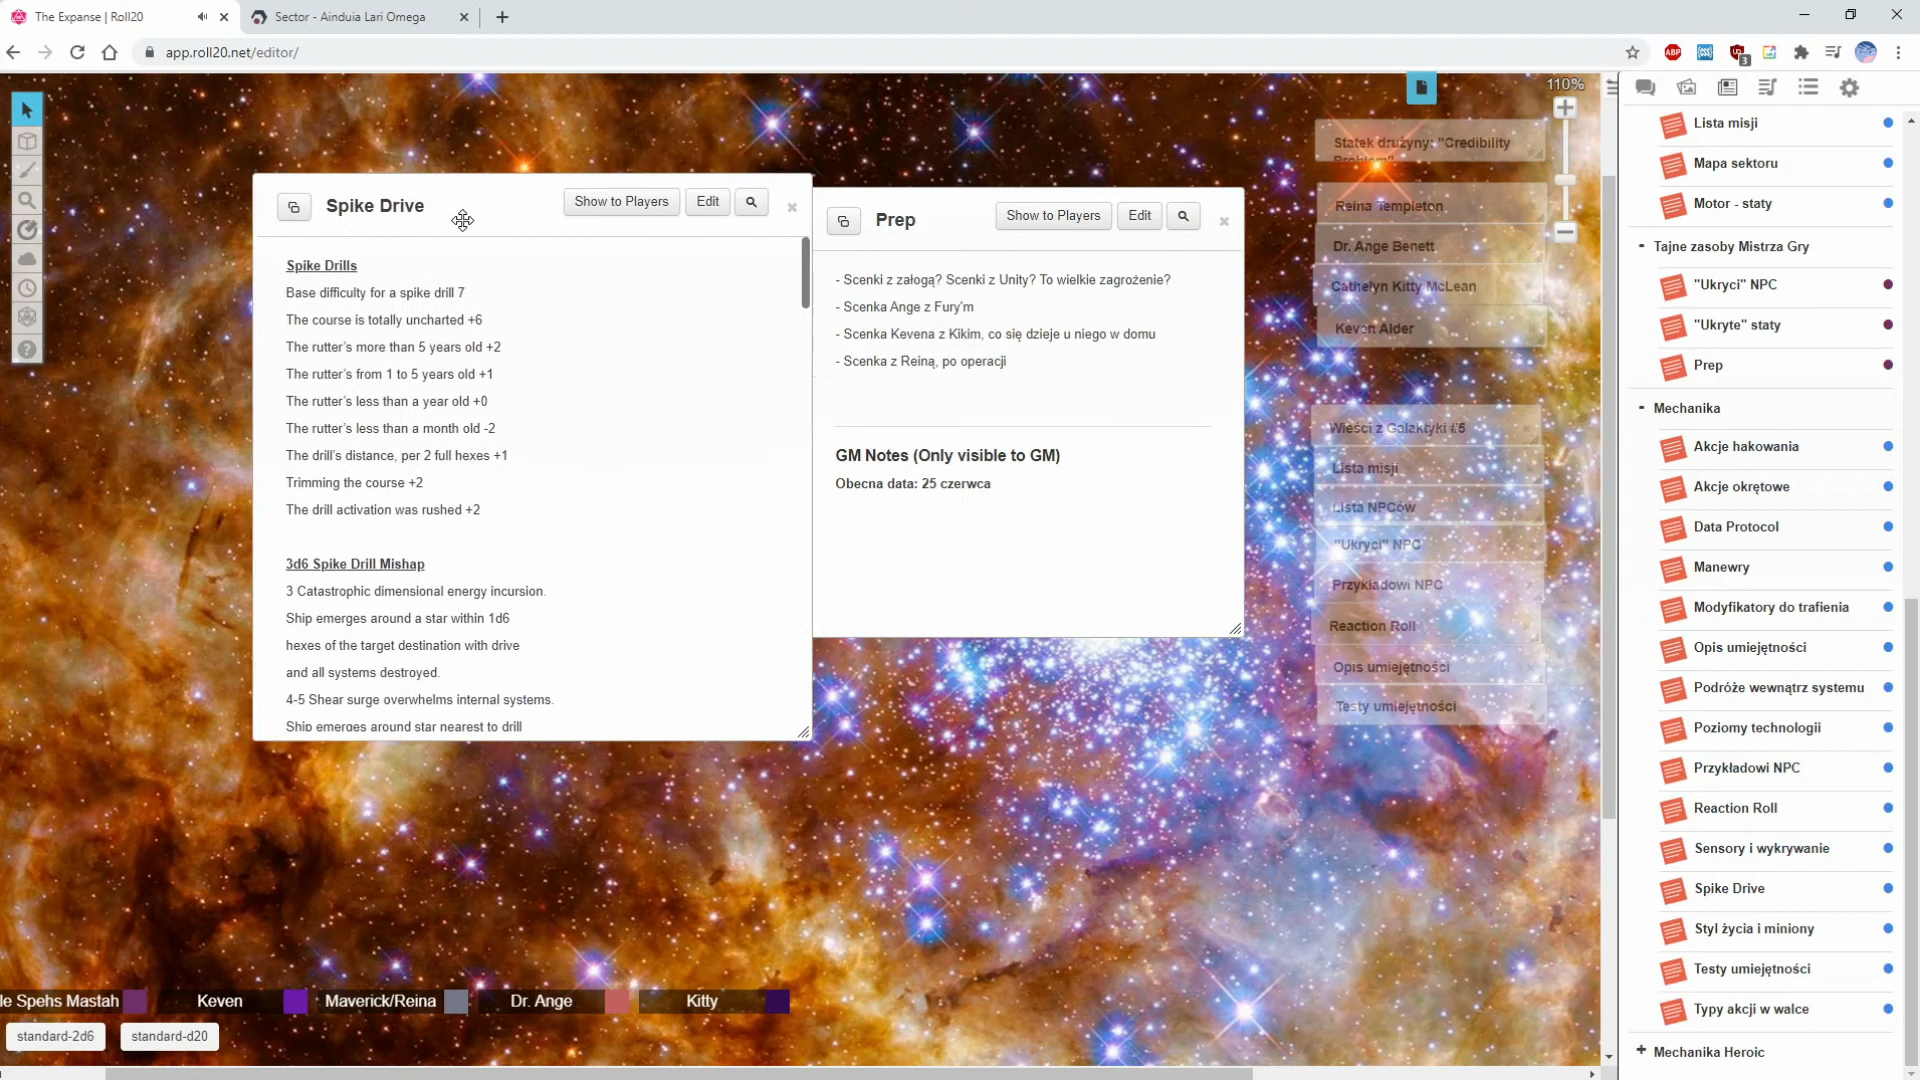 The Expanse | Roll20
Sector - Ainduia Lari Omega
app.roll20.net/editor/
ABP
3
110%
Spike Drive
Show to Players
Edit
Spike Drills
Base difficulty for a spike drill 7
The course is totally uncharted +6
The rutter's more than 5 years old +2
The rutter's from 1 to 5 years old +1
The rutter's less than a year old +0
The rutter's less than a month old -2
The drill's distance, per 2 full hexes +1
Trimming the course +2
The drill activation was rushed +2
3d6 Spike Drill Mishap
3 Catastrophic dimensional energy incursion.
Ship emerges around a star within 1d6
hexes of the target destination with drive
and all systems destroyed.
4-5 Shear surge overwhelms internal systems.
Ship emerges around star nearest to drill
Prep
Show to Players
Edit
- Scenki z załogą? Scenki z Unity? To wielkie zagrożenie?
- Scenka Ange z Fury'm
- Scenka Kevena z Kikim, co się dzieje u niego w domu
- Scenka z Reiną, po operacji
GM Notes (Only visible to GM)
Obecna data: 25 czerwca
Statek drużyny: "Credibility
Problem"
Reina Templeton
Dr. Ange Benett
Cathelyn Kitty McLean
Keven Alder
Wieści z Galaktyki #5
Lista misji
Lista NPCów
"Ukryci" NPC
Przykładowi NPC
Reaction Roll
Opis umiejętności
Testy umiejętności
Lista misji
Mapa sektoru
Motor - staty
Tajne zasoby Mistrza Gry
"Ukryci" NPC
"Ukryte" staty
Prep
Mechanika
Akcje hakowania
Akcje okrętowe
Data Protocol
Manewry
Modyfikatory do trafienia
Opis umiejętności
Podróże wewnątrz systemu
Poziomy technologii
Przykładowi NPC
Reaction Roll
Sensory i wykrywanie
Spike Drive
Styl życia i miniony
Testy umiejętności
Typy akcji w walce
Mechanika Heroic
le Spehs Mastah
Keven
Maverick/Reina
Dr. Ange
Kitty
standard-2d6
standard-d20